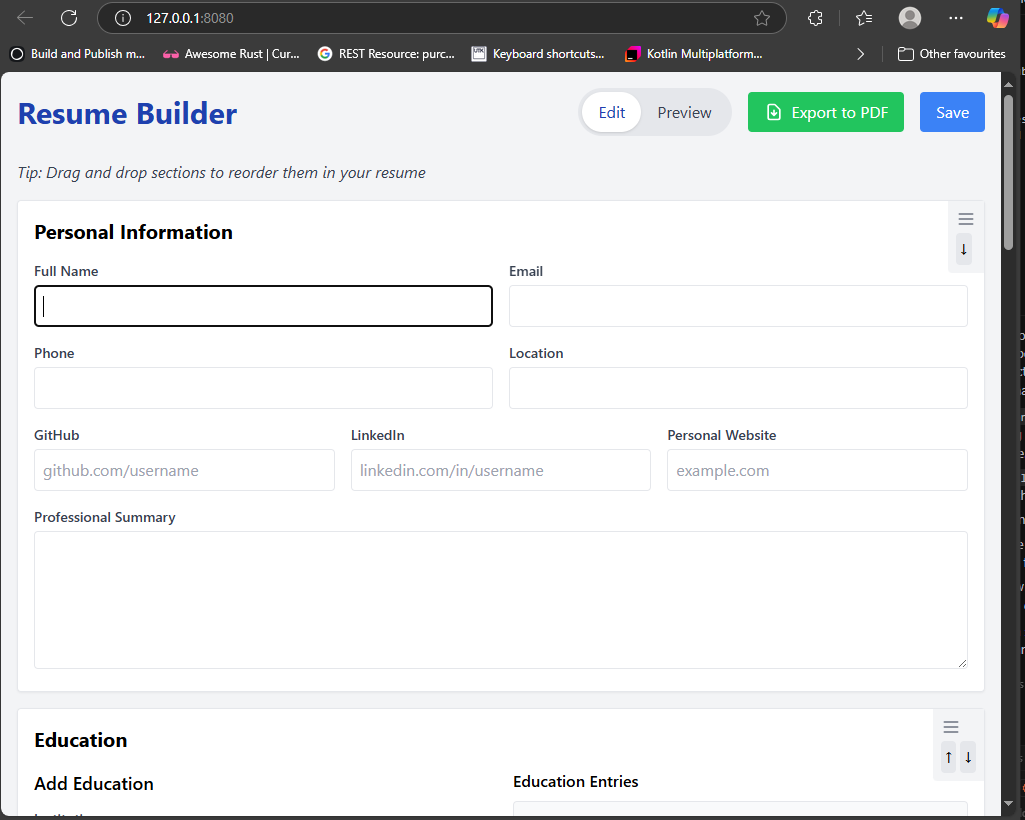 127.0.0.1:8080
Build and Publish m... Awesome Rust | Cur... REST Resource: purc... Keyboard shortcuts... Kotlin Multiplatform... Other favourites
Resume Builder Edit Preview Export to PDF Save
Tip: Drag and drop sections to reorder them in your resume
Personal Information
↓
Full Name Email
Phone Location
GitHub LinkedIn Personal Website
github.com/username linkedin.com/in/username example.com
Professional Summary
Education
↑ ↓
Add Education Education Entries